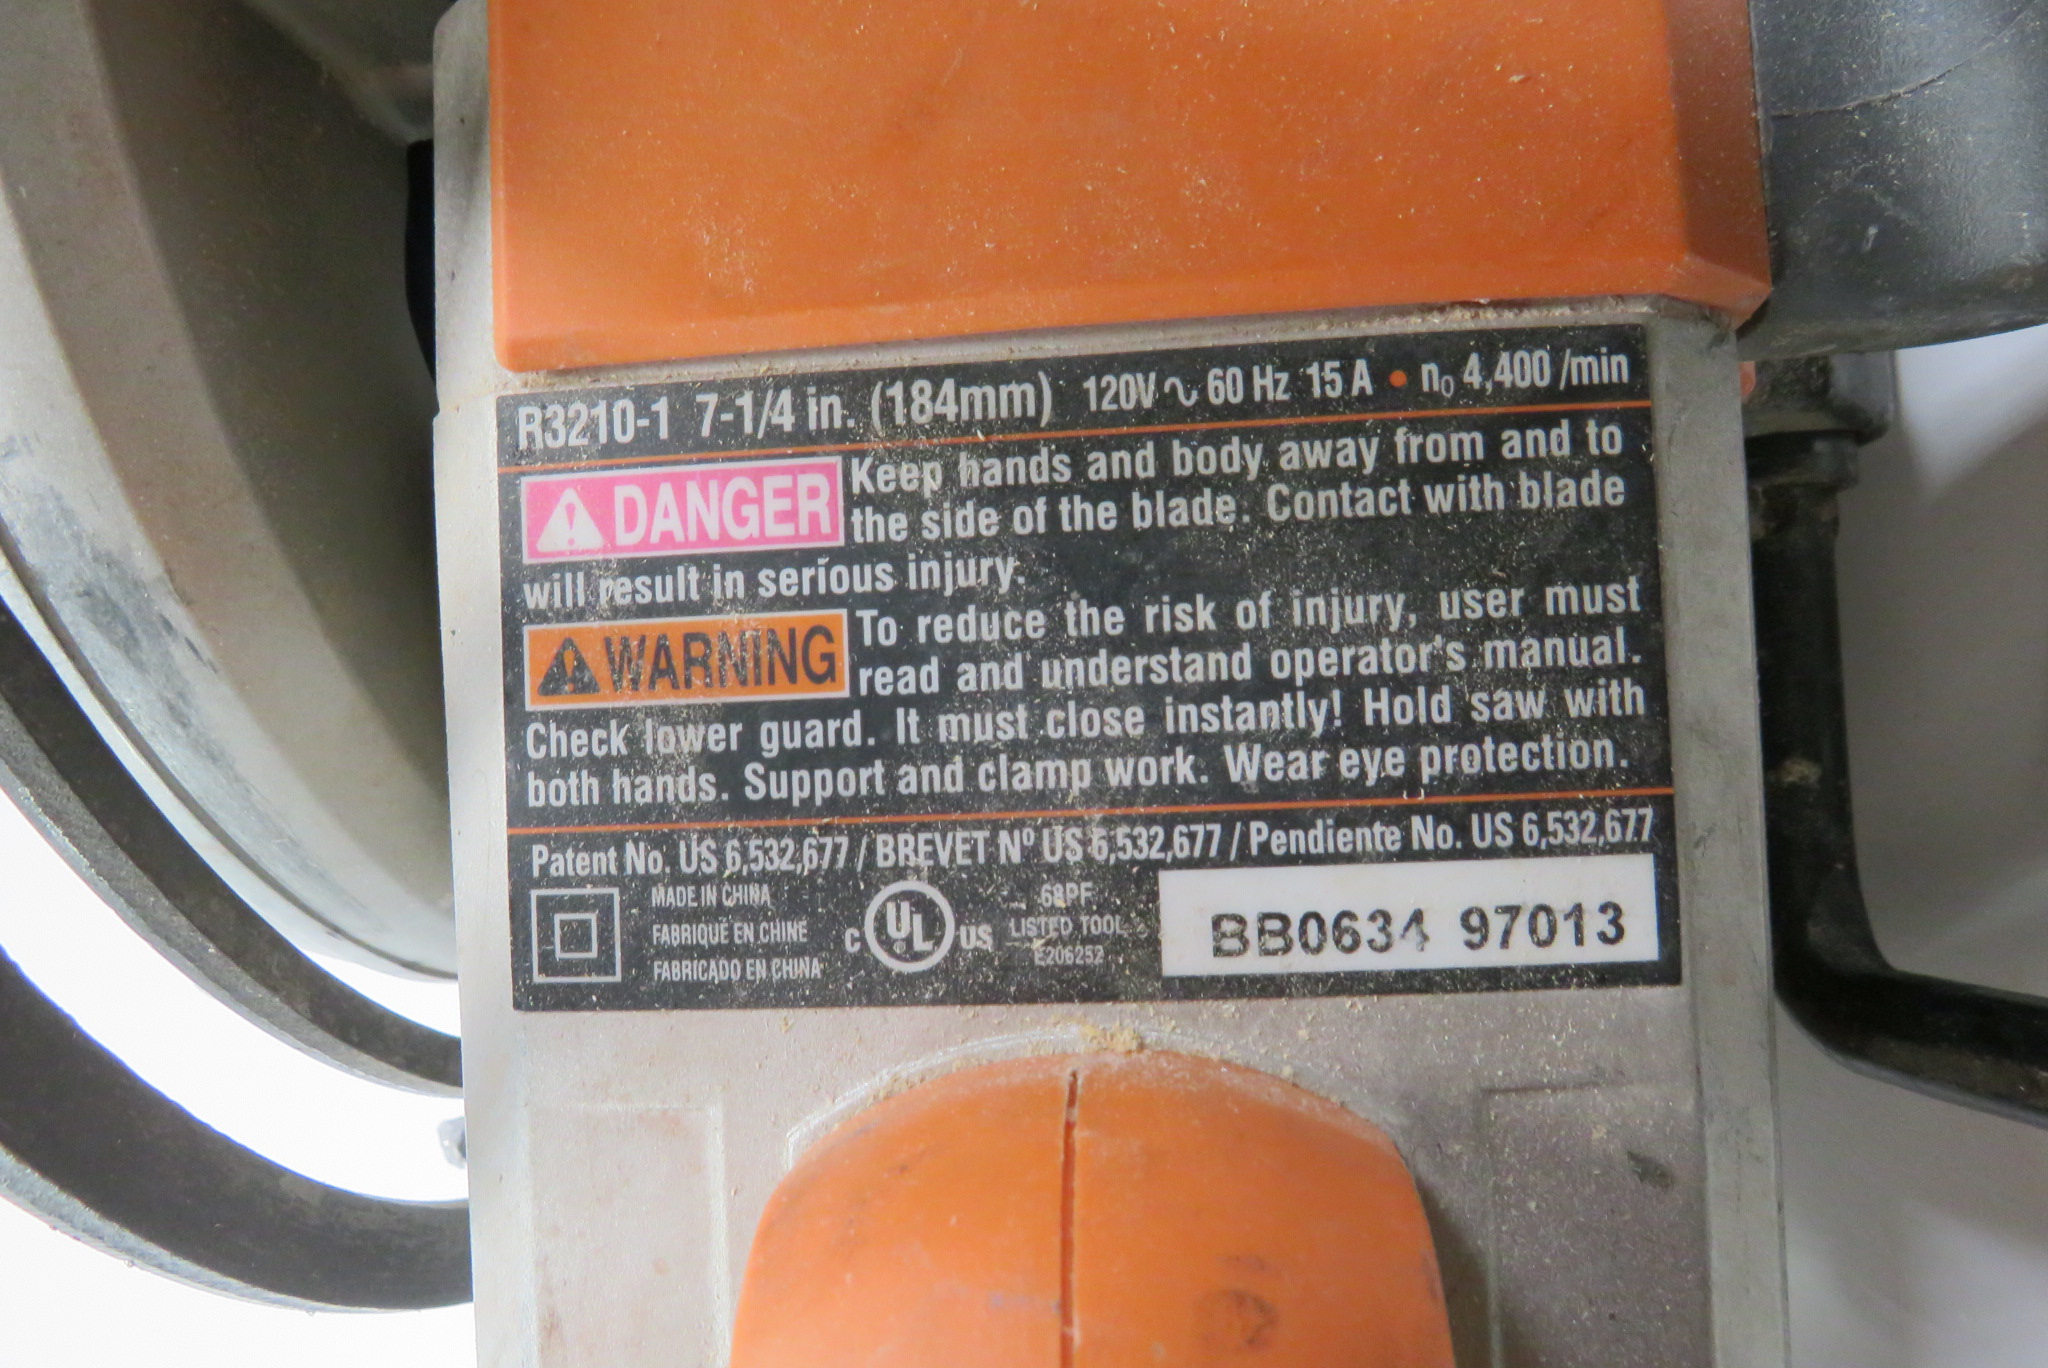 R3210-1 7-1/4 in. (184mm) 120V ∿ 60 Hz 15 A • n₀ 4,400 /min
DANGER Keep hands and body away from and to
the side of the blade. Contact with blade
will result in serious injury.
WARNING To reduce the risk of injury, user must
read and understand operator's manual.
Check lower guard. It must close instantly! Hold saw with
both hands. Support and clamp work. Wear eye protection.
Patent No. US 6,532,677 / BREVET Nº US 6,532,677 / Pendiente No. US 6,532,677
MADE IN CHINA
FABRIQUÉ EN CHINE
FABRICADO EN CHINA
C UL US
68PF
LISTED TOOL
E206252
BB0634 97013